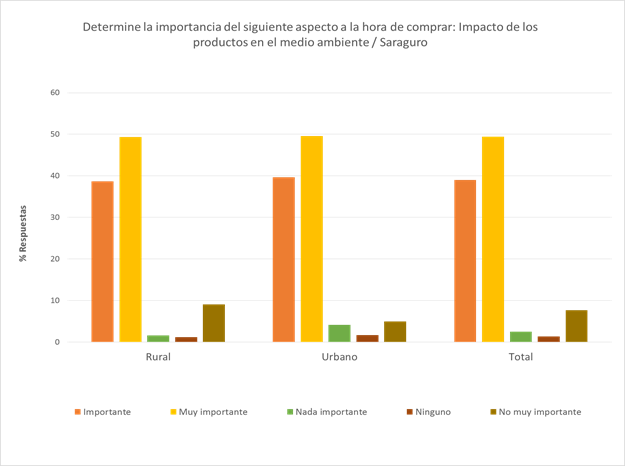 Determine la importancia del siguiente aspecto a la hora de comprar: Impacto de los
productos en el medio ambiente / Saraguro
60
50
40
30
20
10
0
% Respuestas
Rural
Urbano
Total
Importante
Muy importante
Nada importante
Ninguno
No muy importante